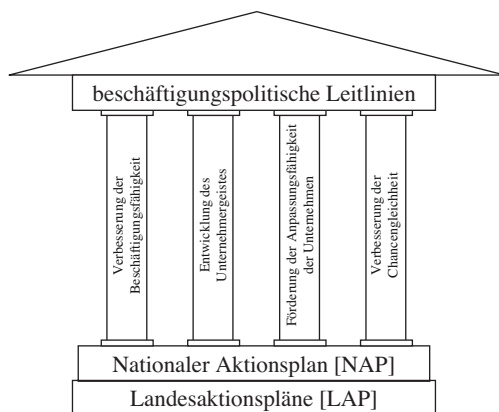 beschäftigungspolitische Leitlinien
Verbesserung der
Beschäftigungsfähigkeit
Entwicklung des
Unternehmergeistes
Förderung der Anpassungsfähigkeit
der Unternehmen
Verbesserung der
Chancengleichheit
Nationaler Aktionsplan [NAP]
Landesaktionspläne [LAP]